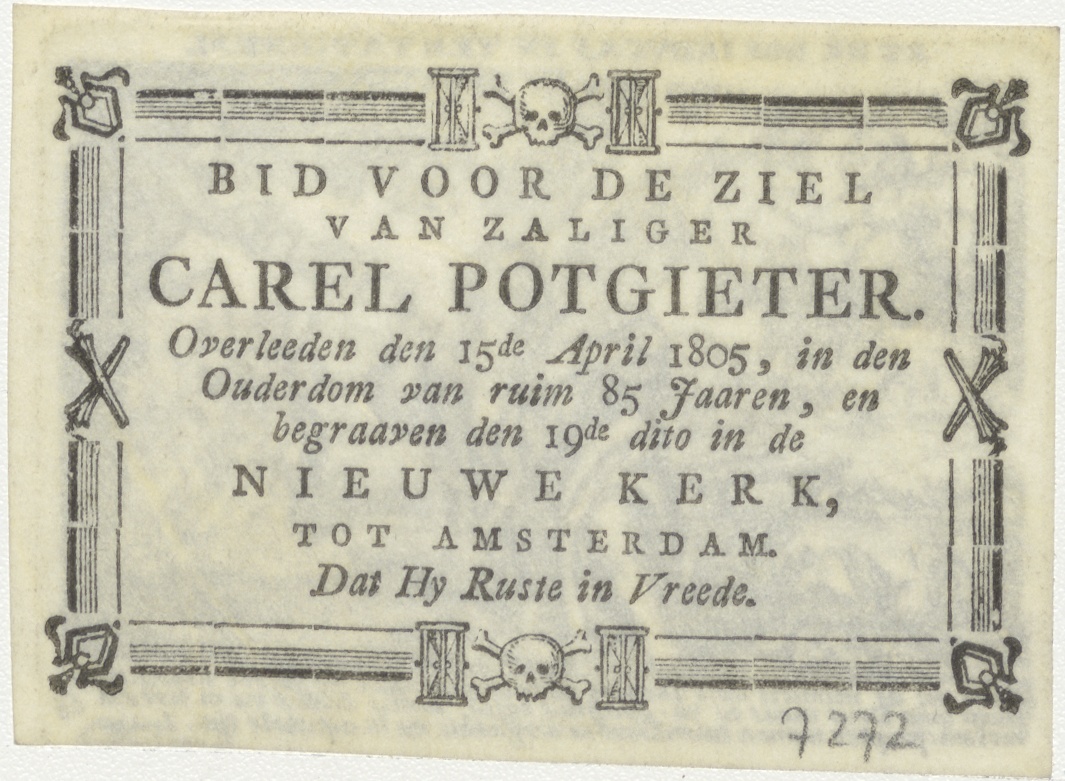 BID VOOR DE ZIEL
VAN ZALIGER
CAREL POTGIETER.
Overleeden den 15de April 1805, in den
Ouderdom van ruim 85 Jaaren, en
begraaven den 19de dito in de
NIEUWE KERK,
TOT AMSTERDAM.
Dat Hy Ruste in Vreede.
7272